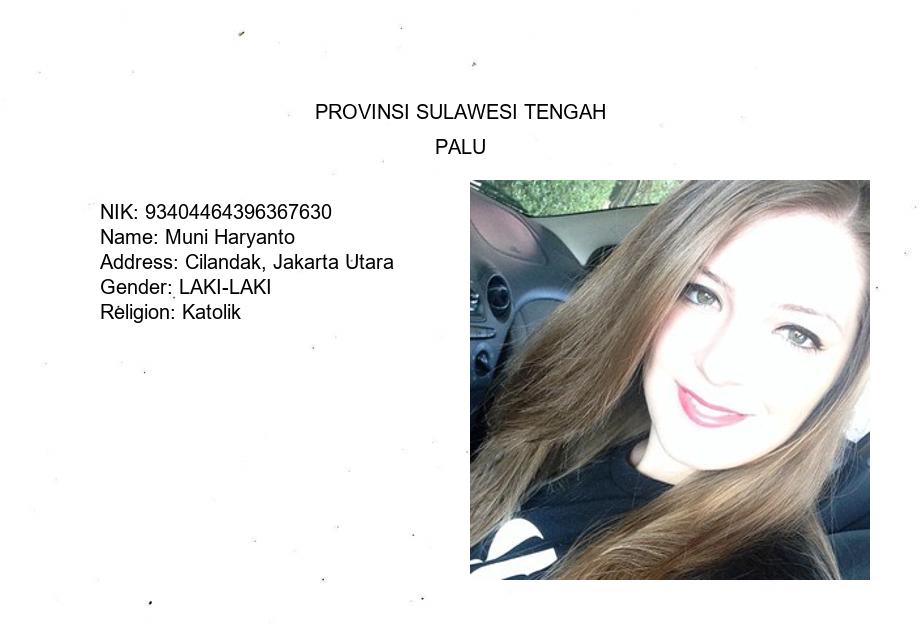 PROVINSI SULAWESI TENGAH
PALU
NIK: 93404464396367630
Name: Muni Haryanto
Address: Cilandak, Jakarta Utara
Gender: LAKI-LAKI
Religion: Katolik